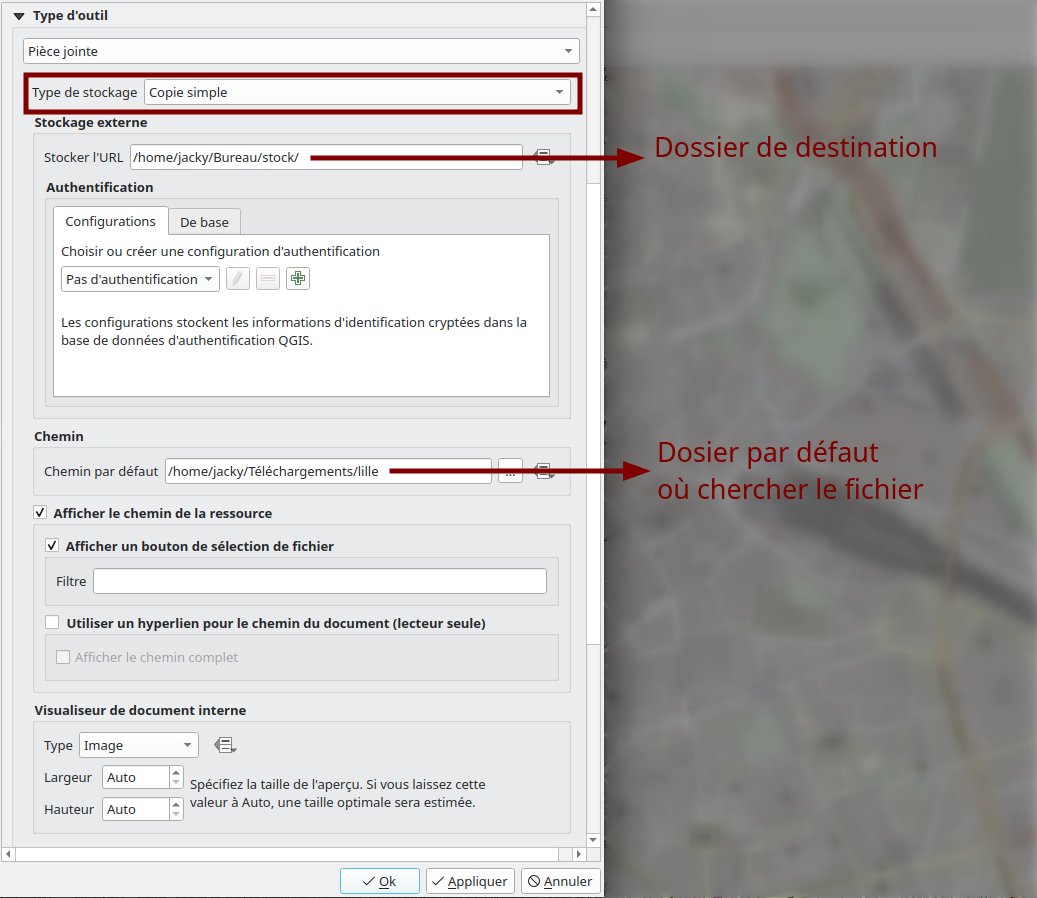 Type d'outil
Pièce jointe
Type de stockage Copie simple
Stockage externe
Stocker l'URL /home/jacky/Bureau/stock/
Dossier de destination
Authentification
Configurations De base
Choisir ou créer une configuration d'authentification
Pas d'authentification
Les configurations stockent les informations d'identification cryptées dans la
base de données d'authentification QGIS.
Chemin
Chemin par défaut /home/jacky/Téléchargements/lille ...
Dosier par défaut
où chercher le fichier
Afficher le chemin de la ressource
Afficher un bouton de sélection de fichier
Filtre
Utiliser un hyperlien pour le chemin du document (lecteur seule)
Afficher le chemin complet
Visualiseur de document interne
Type Image
Largeur Auto
Hauteur Auto
Spécifiez la taille de l'aperçu. Si vous laissez cette
valeur à Auto, une taille optimale sera estimée.
Ok Appliquer Annuler